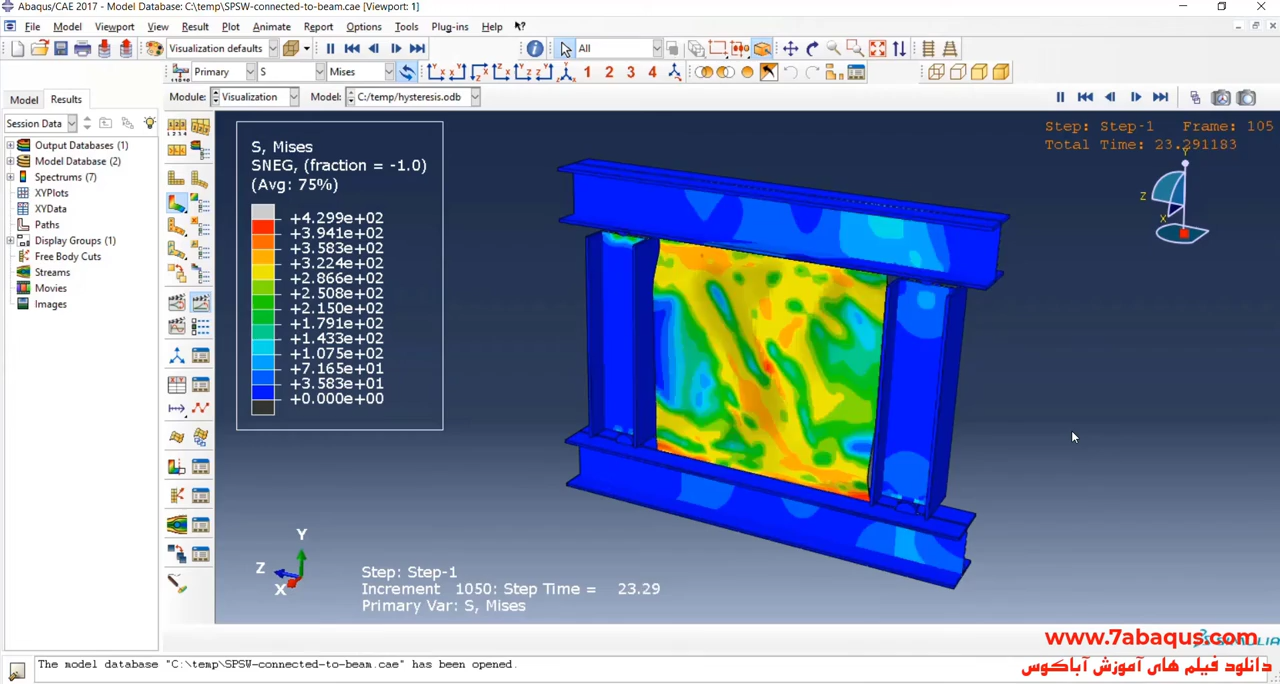 Abaqus/CAE 2017 - Model Database: C:\temp\SPSW-connected-to-beam.cae [Viewport: 1]
File Model Viewport View Result Plot Animate Report Options Tools Plug-ins Help
Visualization defaults All
Primary S Mises 1 2 3 4
Model Results Module: Visualization Model: C:/temp/hysteresis.odb
Session Data
Output Databases (1)
Model Database (2)
Spectrums (7)
XYPlots
XYData
Paths
Display Groups (1)
Free Body Cuts
Streams
Movies
Images
S, Mises
SNEG, (fraction = -1.0)
(Avg: 75%)
+4.299e+02
+3.941e+02
+3.583e+02
+3.224e+02
+2.866e+02
+2.508e+02
+2.150e+02
+1.791e+02
+1.433e+02
+1.075e+02
+7.165e+01
+3.583e+01
+0.000e+00
Step: Step-1 Frame: 105
Total Time: 23.291183
Y
Z
X
Y
Z
X
Step: Step-1
Increment 1050: Step Time = 23.29
Primary Var: S, Mises
www.7abaqus.com
دانلود فیلم های آموزش آباکوس
The model database "C:\temp\SPSW-connected-to-beam.cae" has been opened.